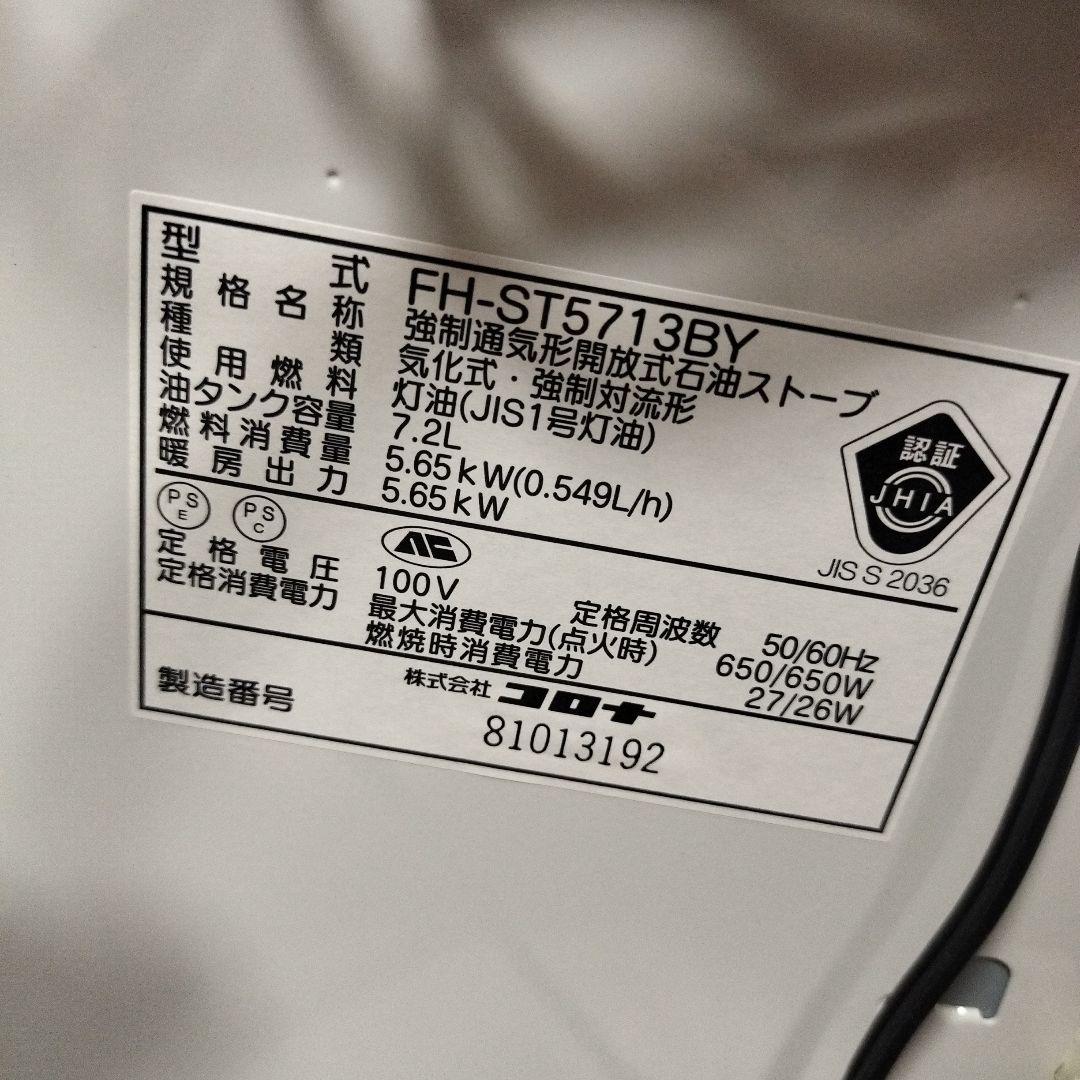 型式 FH-ST5713BY
規格名称 強制通気形開放式石油ストーブ
種類 気化式・強制対流形
使用燃料 灯油(JIS1号灯油)
油タンク容量 7.2L
燃料消費量 5.65kW(0.549L/h)
暖房出力 5.65kW
認証
JHIA
JIS S 2036
PS E PS C
定格電圧 100V 定格周波数 50/60Hz
定格消費電力 最大消費電力(点火時) 650/650W
燃焼時消費電力 27/26W
株式会社 コロナ
製造番号 81013192